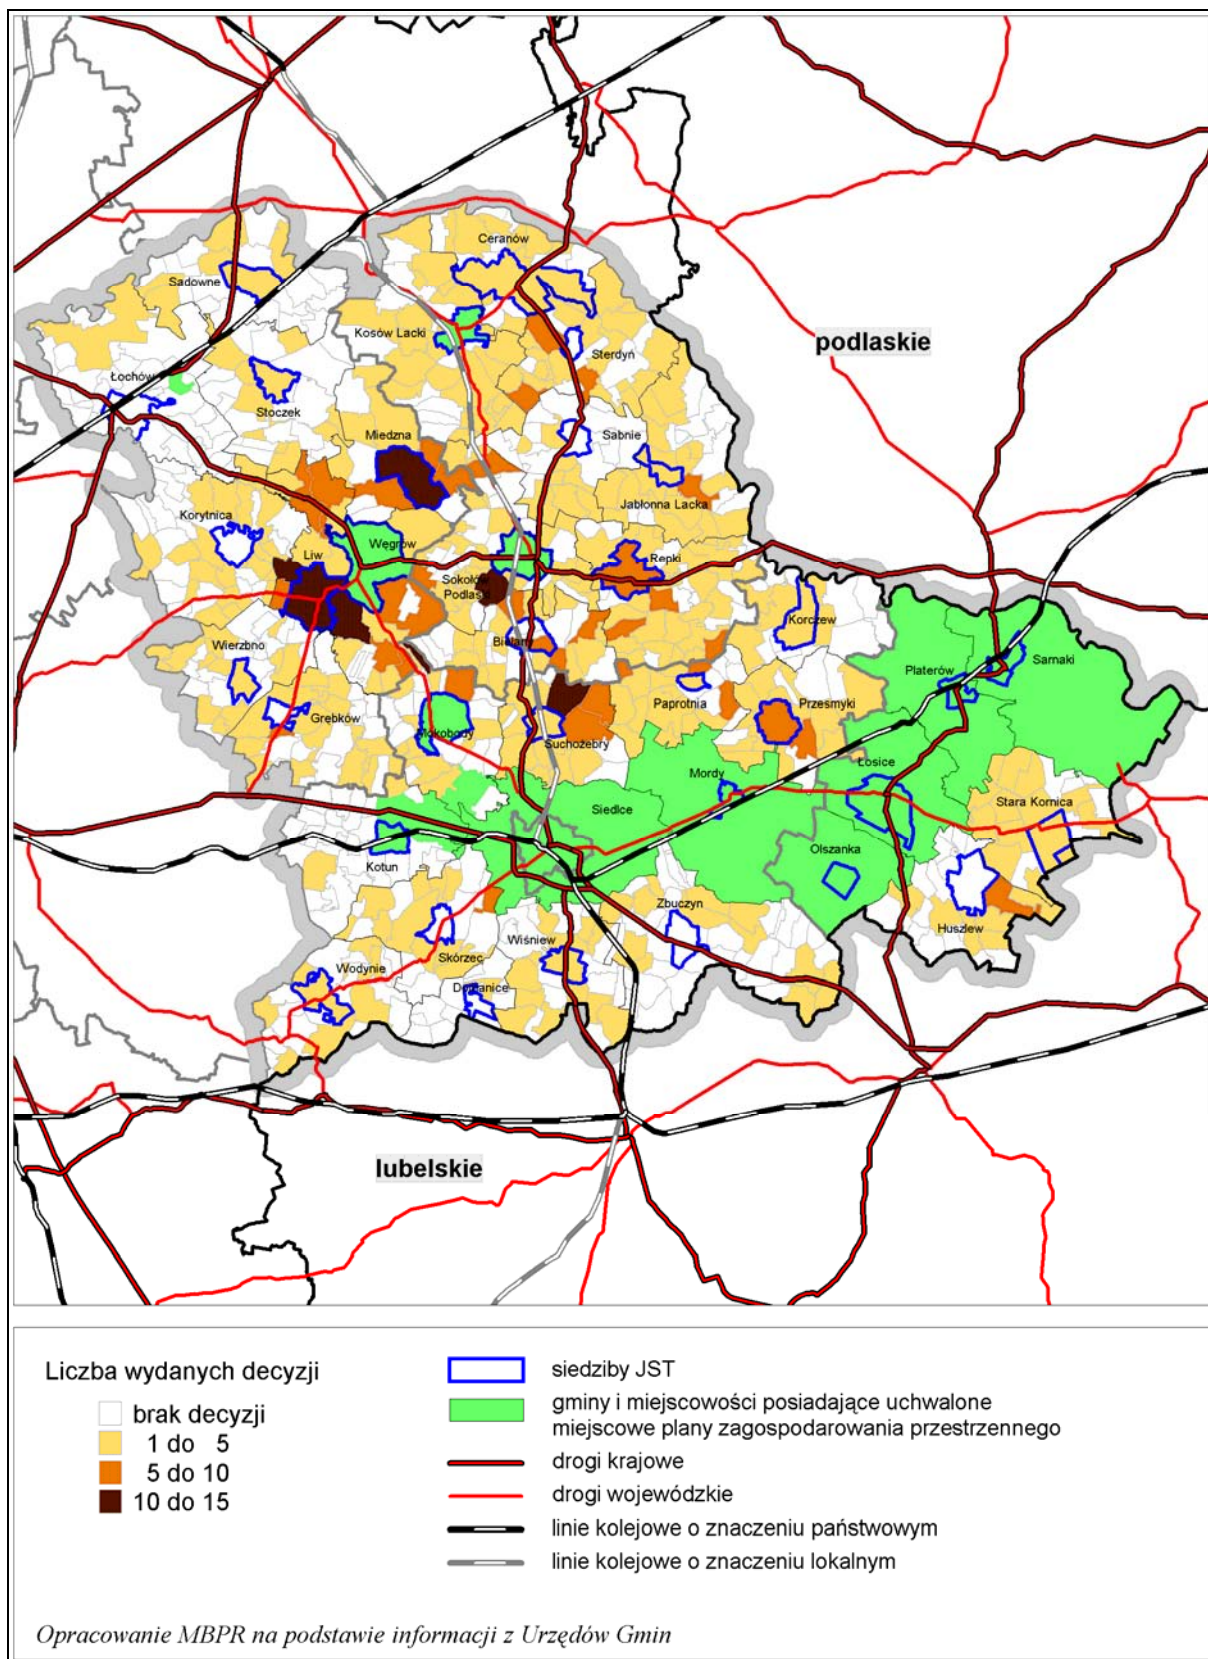 Ceranów
Sadowne
Kosów Lacki
podlaskie
Sterdyń
Łochów
Stoczek
Miedzna
Sabnie
Jabłonna Lacka
Korytnica
Węgrów
Liw
Repki
Sokołów
Podlaski
Korczew
Bielany
Wierzbno
Platerów
Sarnaki
Paprotnia
Przesmyki
Grębków
Mokobody
Suchożebry
Mordy
Łosice
Siedlce
Stara Kornica
Olszanka
Kotuń
Zbuczyn
Huszlew
Wiśniew
Skórzec
Wodynie
Domanice
lubelskie
Liczba wydanych decyzji
brak decyzji
1 do 5
5 do 10
10 do 15
siedziby JST
gminy i miejscowości posiadające uchwalone
miejscowe plany zagospodarowania przestrzennego
drogi krajowe
drogi wojewódzkie
linie kolejowe o znaczeniu państwowym
linie kolejowe o znaczeniu lokalnym
Opracowanie MBPR na podstawie informacji z Urzędów Gmin